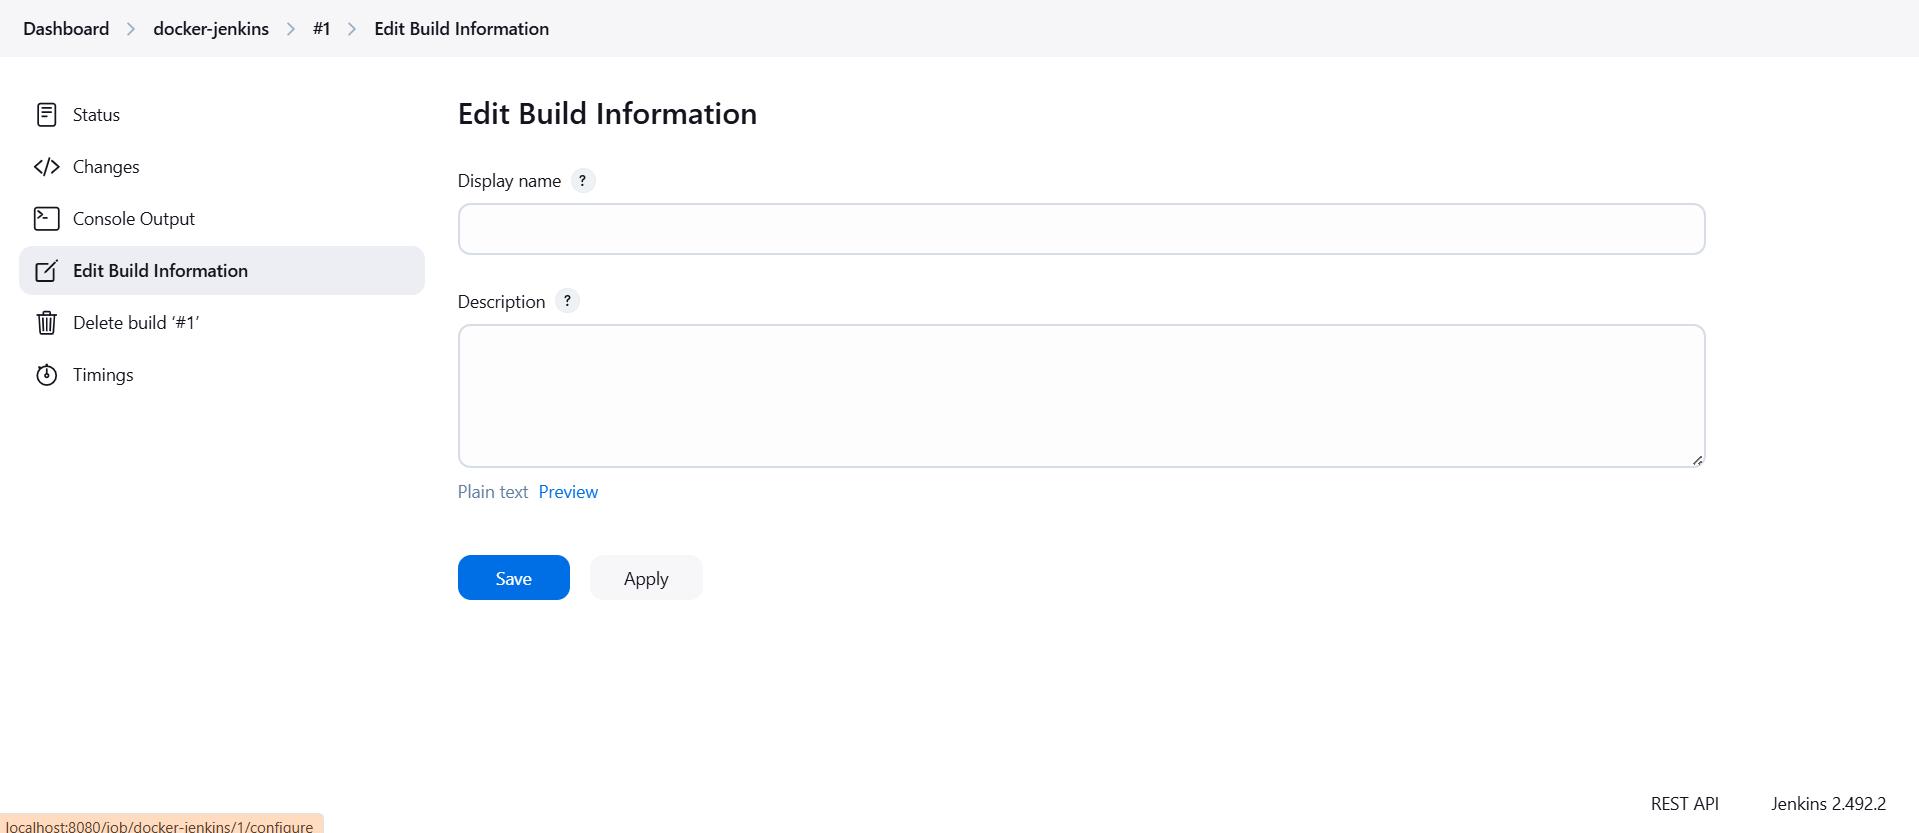 Dashboard > docker-jenkins > #1 > Edit Build Information
Status
Changes
Console Output
Edit Build Information
Delete build ‘#1’
Timings
Edit Build Information
Display name ?
Description ?
Plain text Preview
Save Apply
REST API Jenkins 2.492.2
localhost:8080/job/docker-jenkins/1/configure